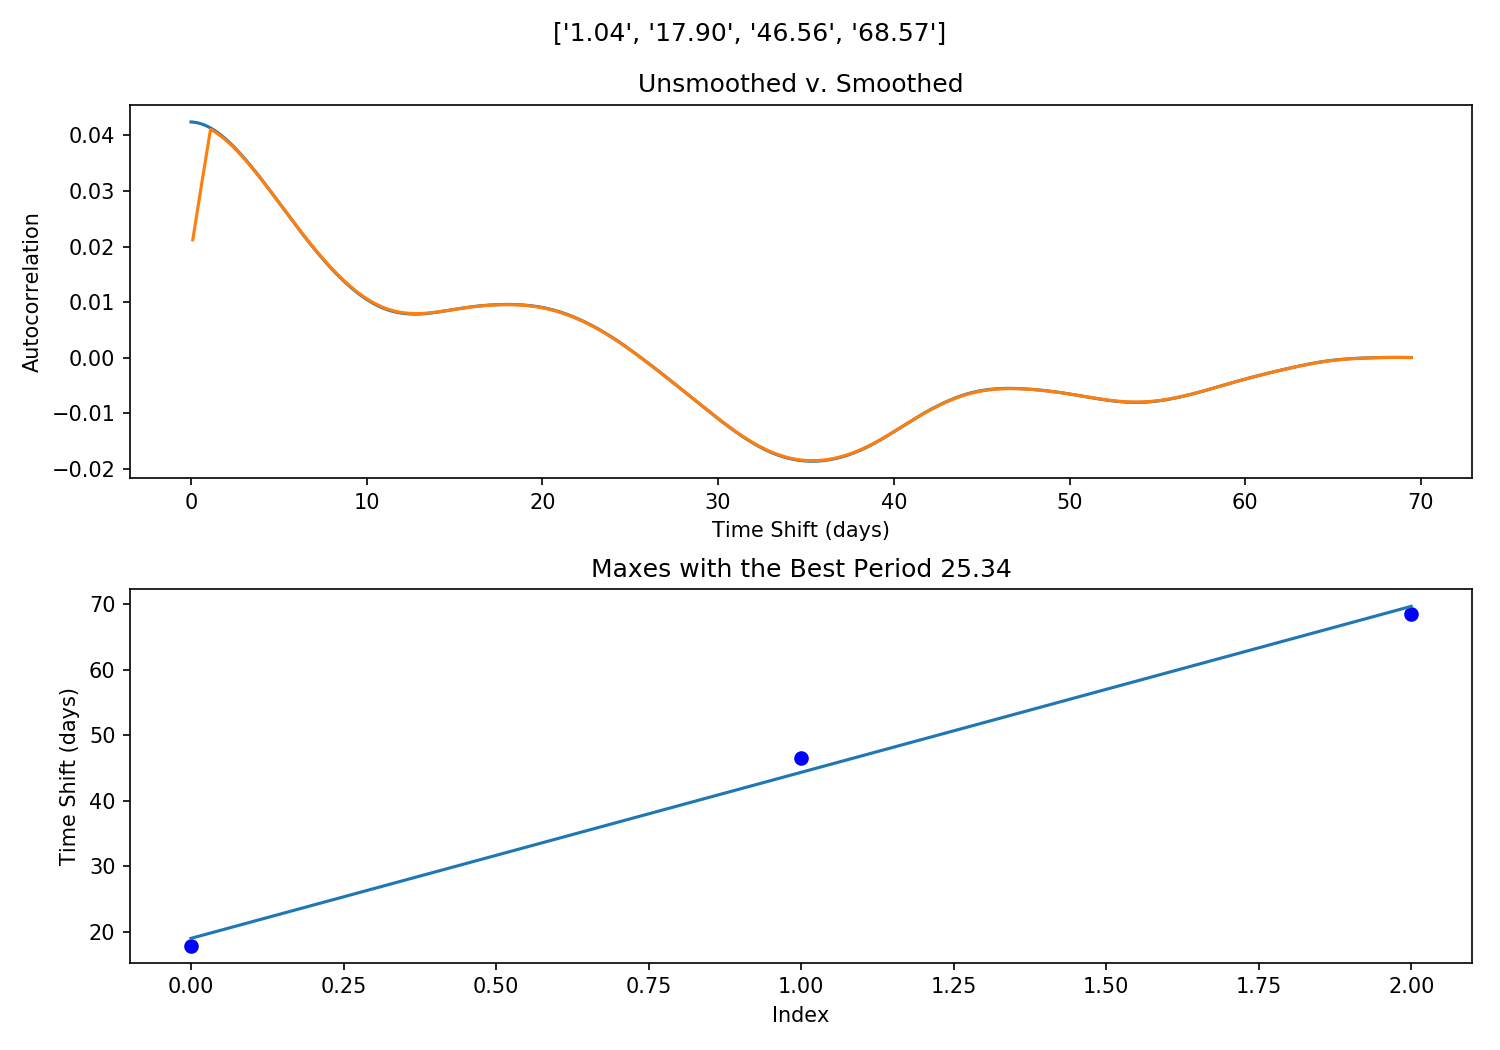 ['1.04', '17.90', '46.56', '68.57']
Unsmoothed v. Smoothed
Autocorrelation
0.04
0.03
0.02
0.01
0.00
−0.01
−0.02
0 10 20 30 40 50 60 70
Time Shift (days)
Maxes with the Best Period 25.34
Time Shift (days)
70
60
50
40
30
20
0.00 0.25 0.50 0.75 1.00 1.25 1.50 1.75 2.00
Index